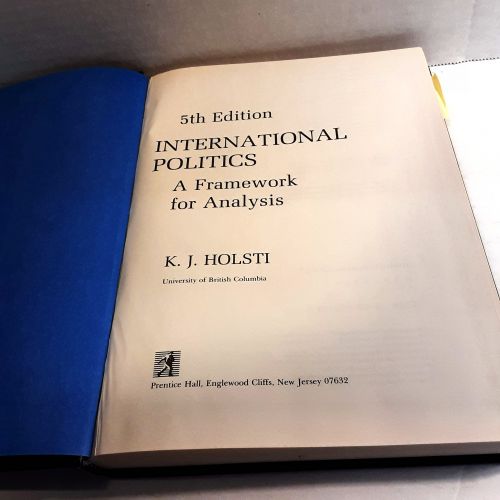 5th Edition
INTERNATIONAL
POLITICS
A Framework
for Analysis
K. J. HOLSTI
University of British Columbia
Prentice Hall, Englewood Cliffs, New Jersey 07632